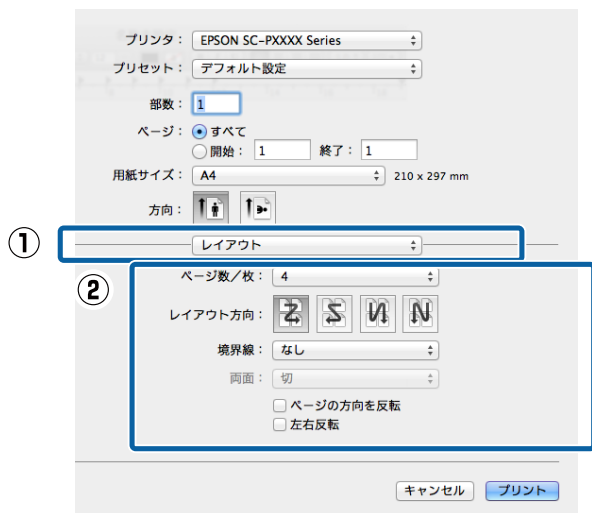 プリンタ： EPSON SC-PXXXX Series
プリセット： デフォルト設定
部数： 1
ページ： すべて
開始： 1 終了： 1
用紙サイズ： A4 210 x 297 mm
方向：
① レイアウト
② ページ数／枚： 4
レイアウト方向：
境界線： なし
両面： 切
ページの方向を反転
左右反転
キャンセル プリント